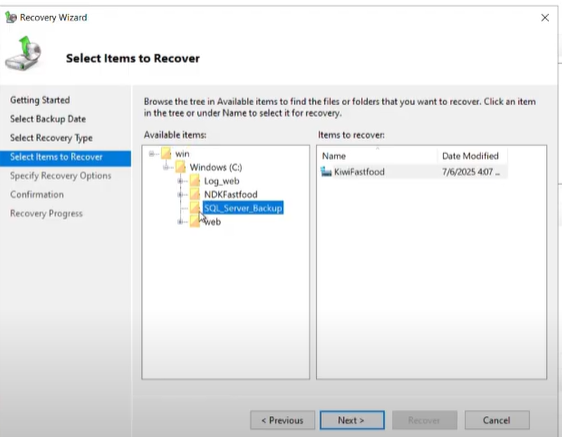 Recovery Wizard
Select Items to Recover
Getting Started
Select Backup Date
Select Recovery Type
Select Items to Recover
Specify Recovery Options
Confirmation
Recovery Progress
Browse the tree in Available items to find the files or folders that you want to recover. Click an item
in the tree or under Name to select it for recovery.
Available items:
win
Windows (C:)
Log_web
NDKFastfood
SQL_Server_Backup
web
Items to recover:
Name Date Modified
KiwiFastfood 7/6/2025 4:07 ...
< Previous Next > Recover Cancel